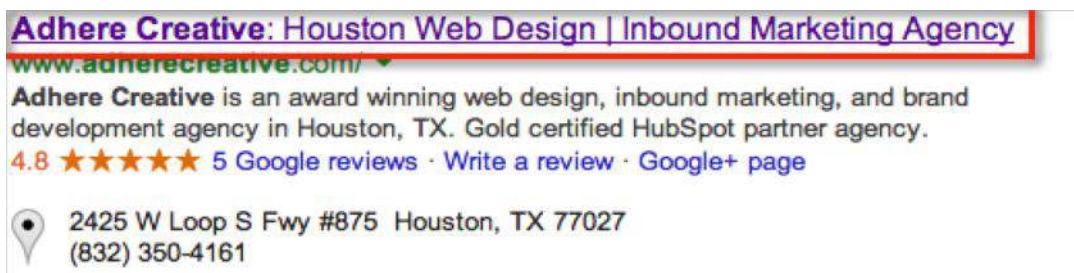 Adhere Creative: Houston Web Design | Inbound Marketing Agency
www.adherecreative.com/
Adhere Creative is an award winning web design, inbound marketing, and brand
development agency in Houston, TX. Gold certified HubSpot partner agency.
4.8 ★★★★★ 5 Google reviews · Write a review · Google+ page
2425 W Loop S Fwy #875 Houston, TX 77027
(832) 350-4161